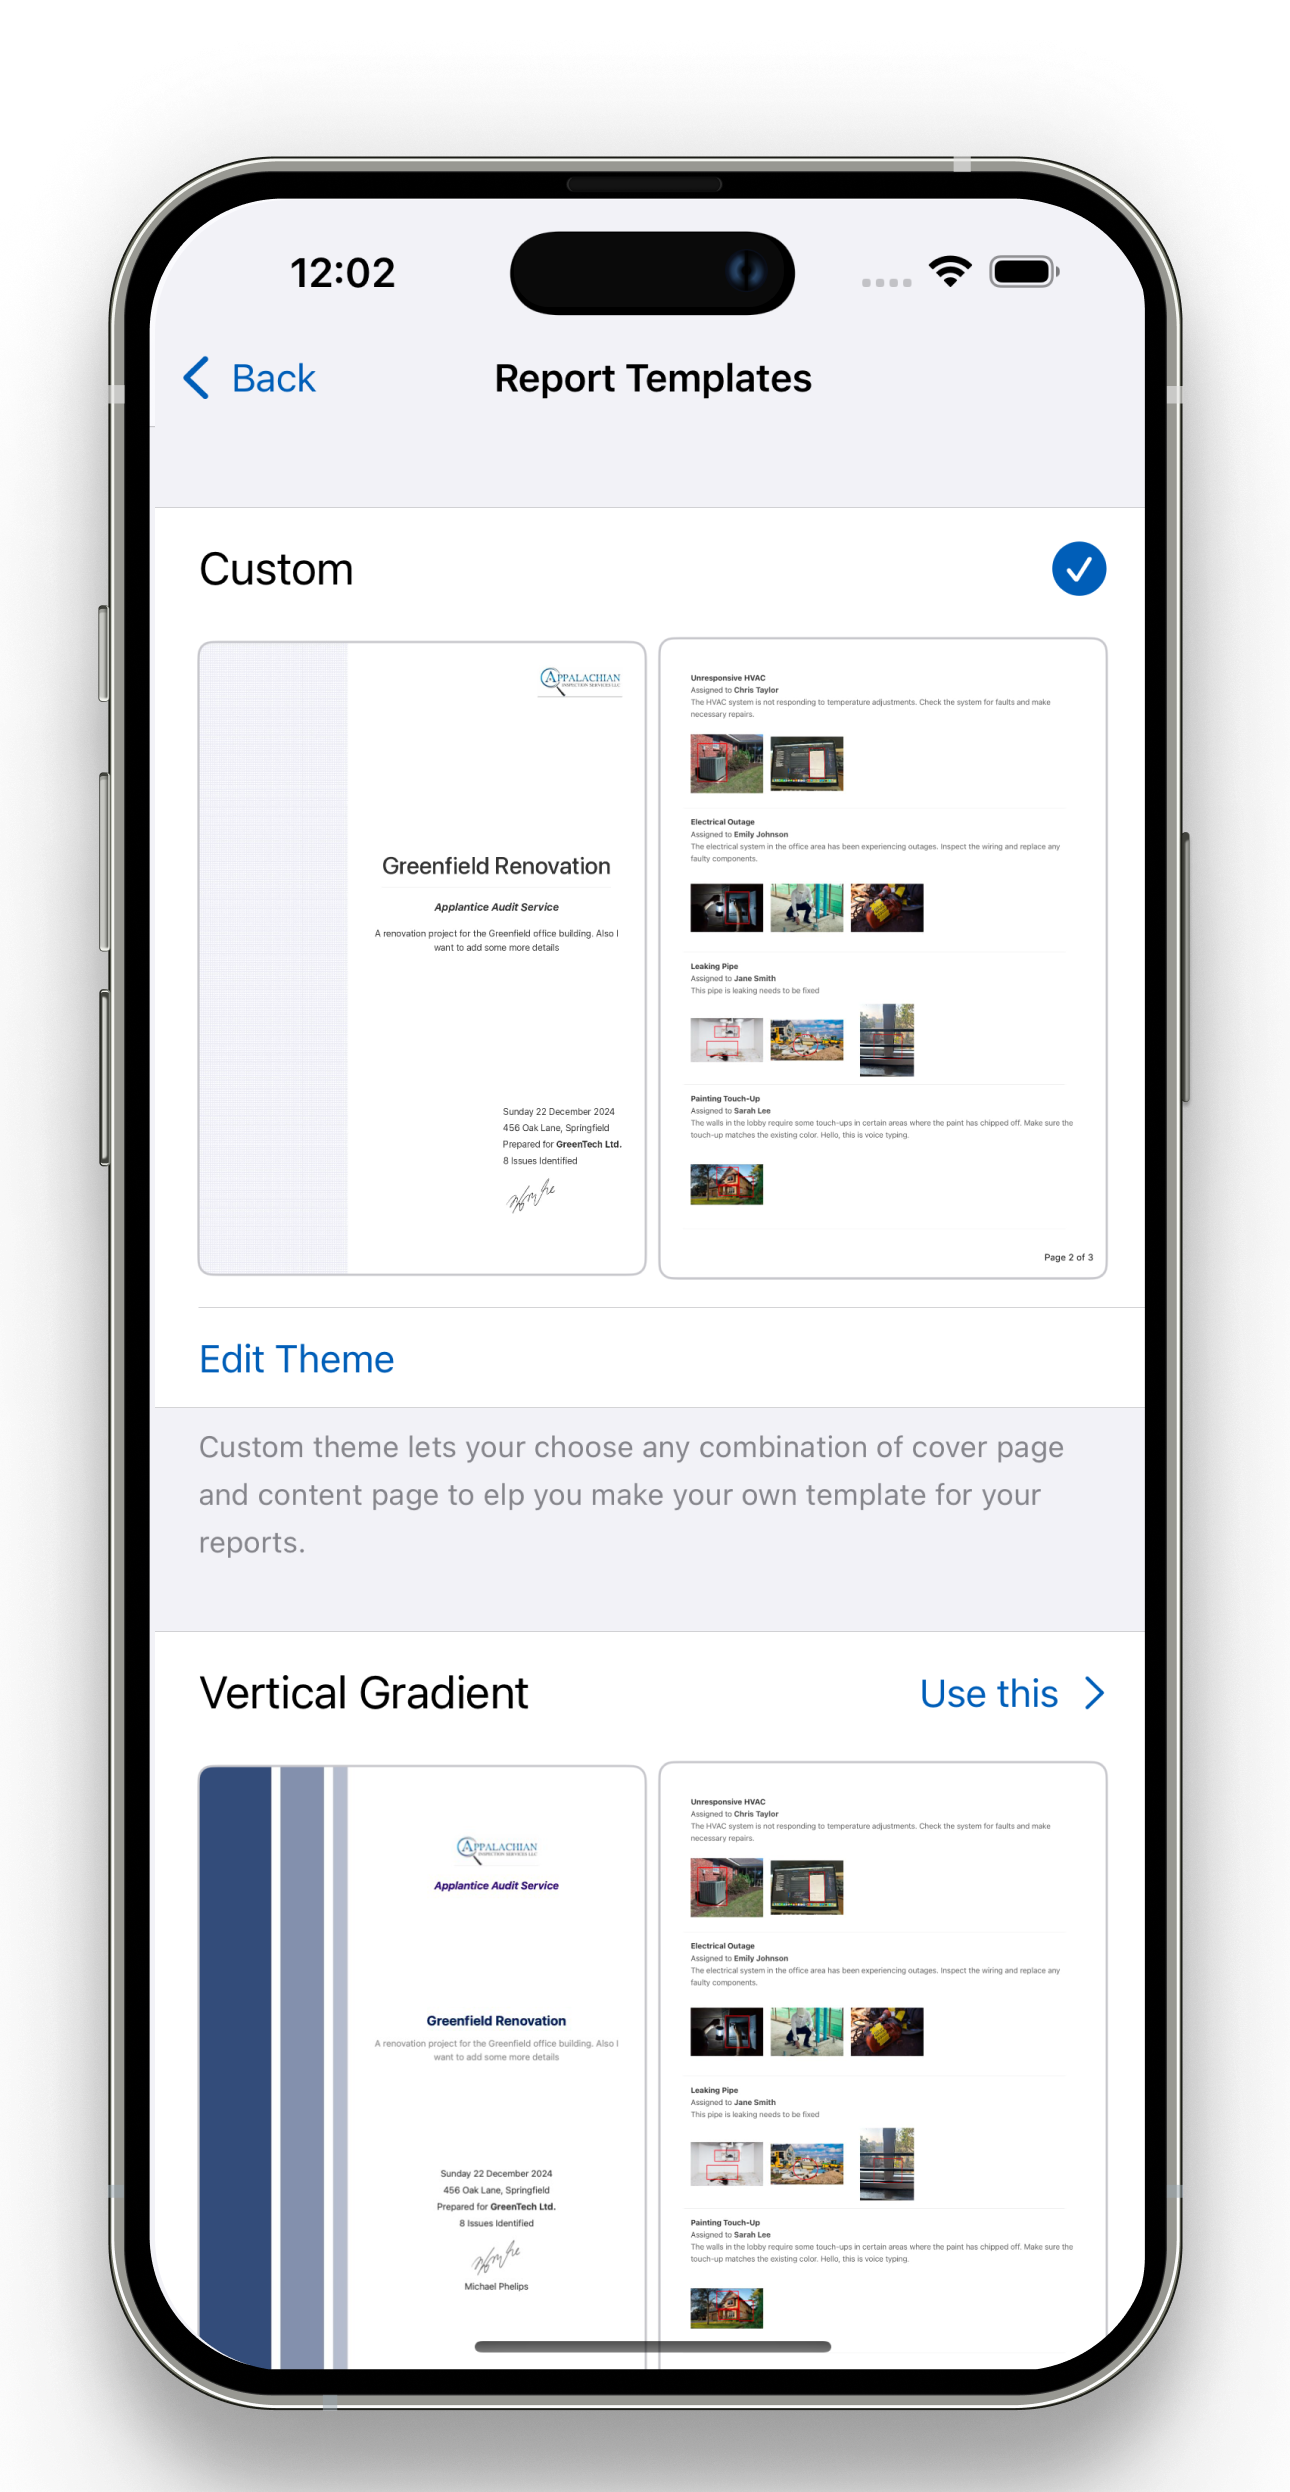 12:02
Back
Report Templates
Custom
APPALACHIAN
INSPECTION SERVICES LLC
Greenfield Renovation
Applantice Audit Service
A renovation project for the Greenfield office building. Also I
want to add some more details
Sunday 22 December 2024
456 Oak Lane, Springfield
Prepared for GreenTech Ltd.
8 Issues Identified
Unresponsive HVAC
Assigned to Chris Taylor
The HVAC system is not responding to temperature adjustments. Check the system for faults and make
necessary repairs.
Electrical Outage
Assigned to Emily Johnson
The electrical system in the office area has been experiencing outages. Inspect the wiring and replace any
faulty components.
Leaking Pipe
Assigned to Jane Smith
This pipe is leaking needs to be fixed
Painting Touch-Up
Assigned to Sarah Lee
The walls in the lobby require some touch-ups in certain areas where the paint has chipped off. Make sure the
touch-up matches the existing color. Hello, this is voice typing.
Page 2 of 3
Edit Theme
Custom theme lets your choose any combination of cover page
and content page to elp you make your own template for your
reports.
Vertical Gradient
Use this
APPALACHIAN
INSPECTION SERVICES LLC
Applantice Audit Service
Greenfield Renovation
A renovation project for the Greenfield office building. Also I
want to add some more details
Sunday 22 December 2024
456 Oak Lane, Springfield
Prepared for GreenTech Ltd.
8 Issues Identified
Michael Phelips
Unresponsive HVAC
Assigned to Chris Taylor
The HVAC system is not responding to temperature adjustments. Check the system for faults and make
necessary repairs.
Electrical Outage
Assigned to Emily Johnson
The electrical system in the office area has been experiencing outages. Inspect the wiring and replace any
faulty components.
Leaking Pipe
Assigned to Jane Smith
This pipe is leaking needs to be fixed
Painting Touch-Up
Assigned to Sarah Lee
The walls in the lobby require some touch-ups in certain areas where the paint has chipped off. Make sure the
touch-up matches the existing color. Hello, this is voice typing.